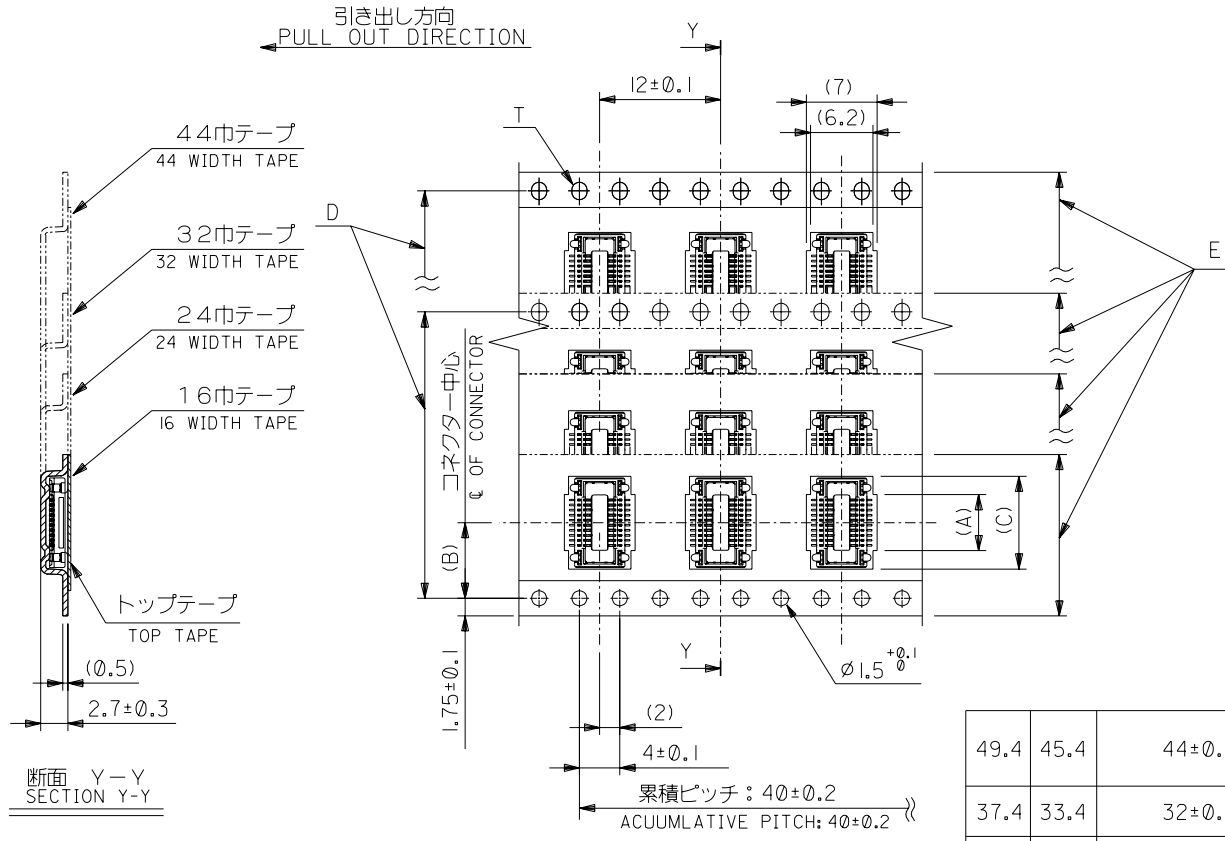 引き出し方向
PULL OUT DIRECTION
Y
12±0.1
(7)
(6.2)
T
44巾テープ
44 WIDTH TAPE
D
32巾テープ
32 WIDTH TAPE
E
24巾テープ
24 WIDTH TAPE
16巾テープ
16 WIDTH TAPE
コネクター中心
℄ OF CONNECTOR
(B)
(A)
(C)
トップテープ
TOP TAPE
(0.5)
2.7±0.3
1.75±0.1
Y
Ø1.5 +0.1 0
(2)
4±0.1
累積ピッチ：40±0.2
ACUUMLATIVE PITCH: 40±0.2
断面 Y－Y
SECTION Y-Y
49.4 45.4 44±0.
37.4 33.4 32±0.